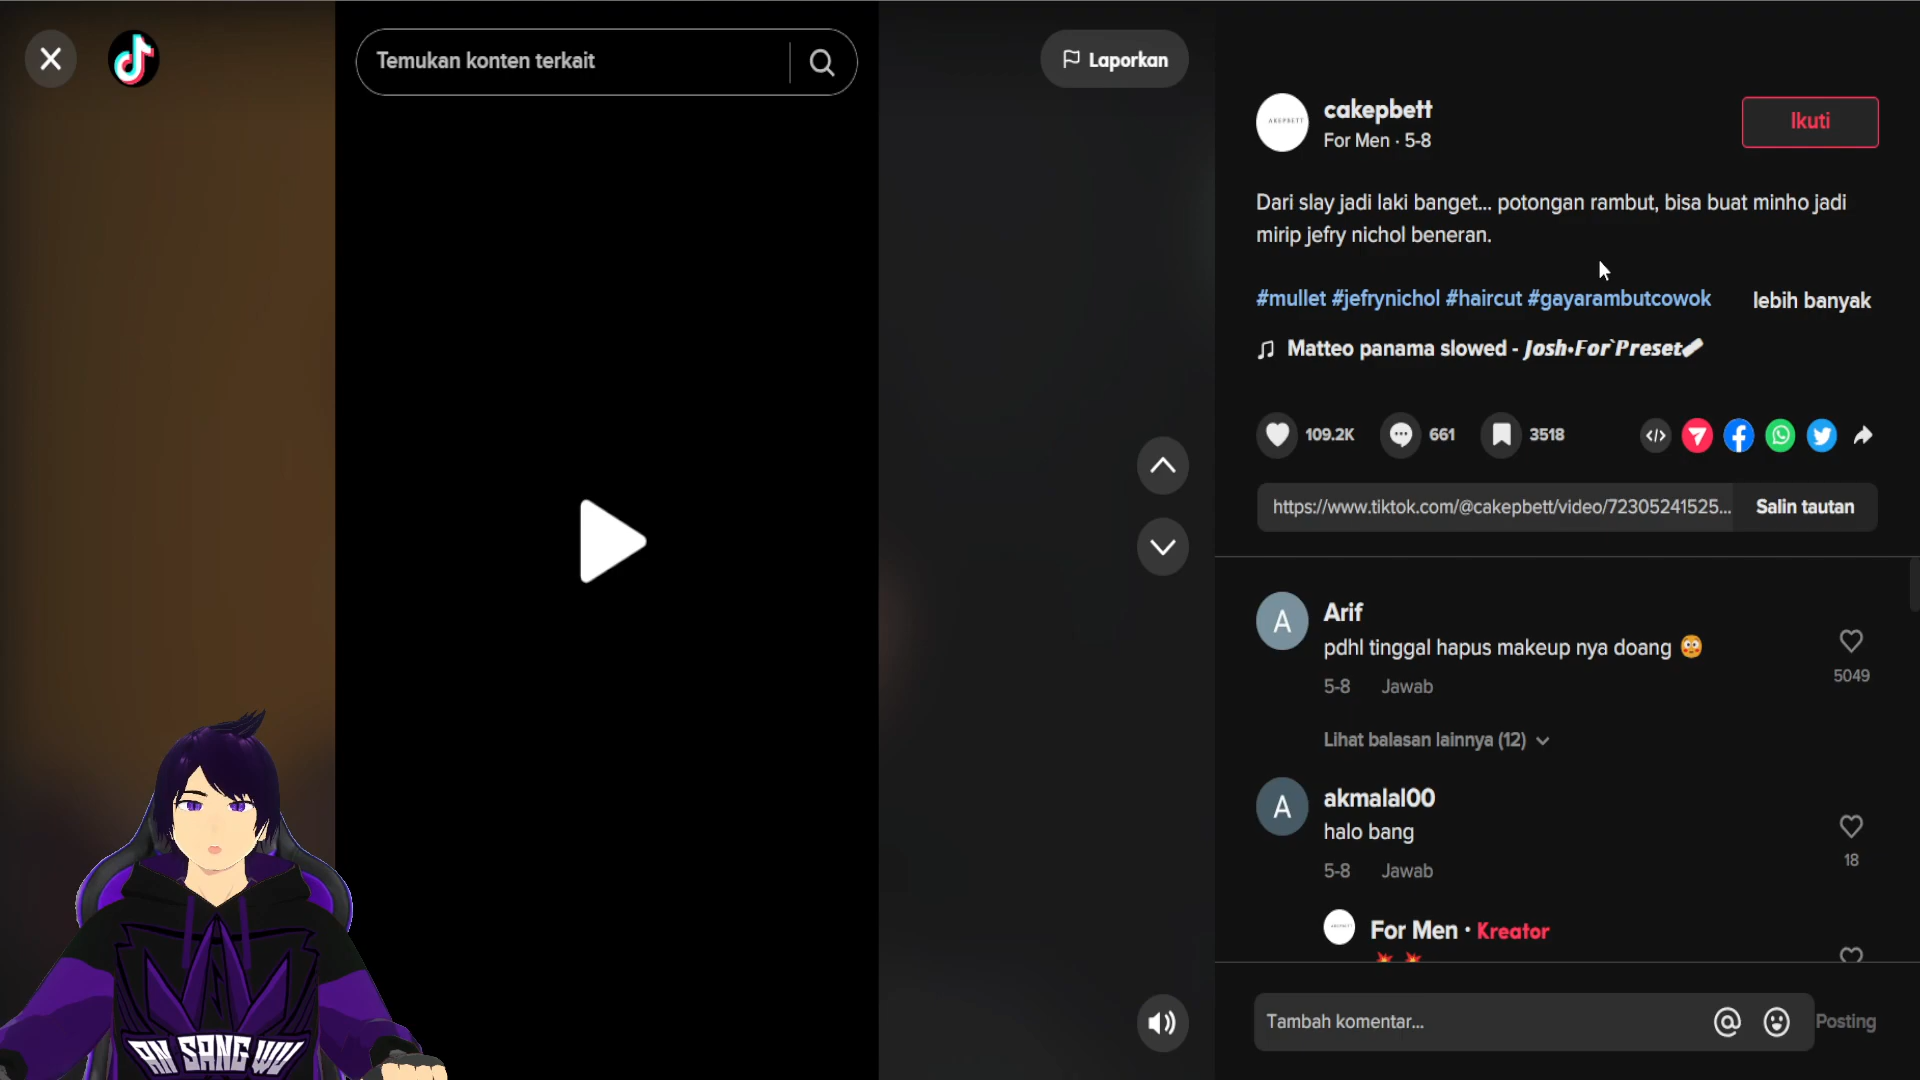 Temukan konten terkait
Laporkan
AKEPBETT
cakepbett
For Men · 5-8
Ikuti
Dari slay jadi laki banget... potongan rambut, bisa buat minho jadi
mirip jefry nichol beneran.
#mullet #jefrynichol #haircut #gayarambutcowok
lebih banyak
Matteo panama slowed - Josh•For`Preset
109.2K
661
3518
https://www.tiktok.com/@cakepbett/video/72305241525...
Salin tautan
A
Arif
pdhl tinggal hapus makeup nya doang 😳
5-8 Jawab
5049
Lihat balasan lainnya (12)
A
akmalal00
halo bang
5-8 Jawab
18
For Men · Kreator
Tambah komentar...
Posting
AN SANG WU